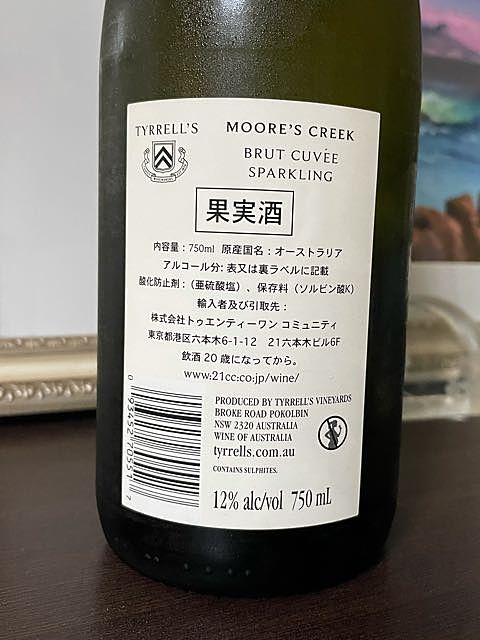 TYRRELL'S
MOORE'S CREEK
BRUT CUVÉE
SPARKLING
果実酒
内容量：750ml 原産国名：オーストラリア
アルコール分：表又は裏ラベルに記載
酸化防止剤：（亜硫酸塩）、保存料（ソルビン酸K）
輸入者及び引取先：
株式会社トゥエンティーワン コミュニティ
東京都港区六本木6-1-12 21六本木ビル6F
飲酒20歳になってから。
www.21cc.co.jp/wine/
0 93452 70551 7
PRODUCED BY TYRRELL'S VINEYARDS
BROKE ROAD POKOLBIN
NSW 2320 AUSTRALIA
WINE OF AUSTRALIA
tyrrells.com.au
CONTAINS SULPHITES.
12% alc/vol 750 mL